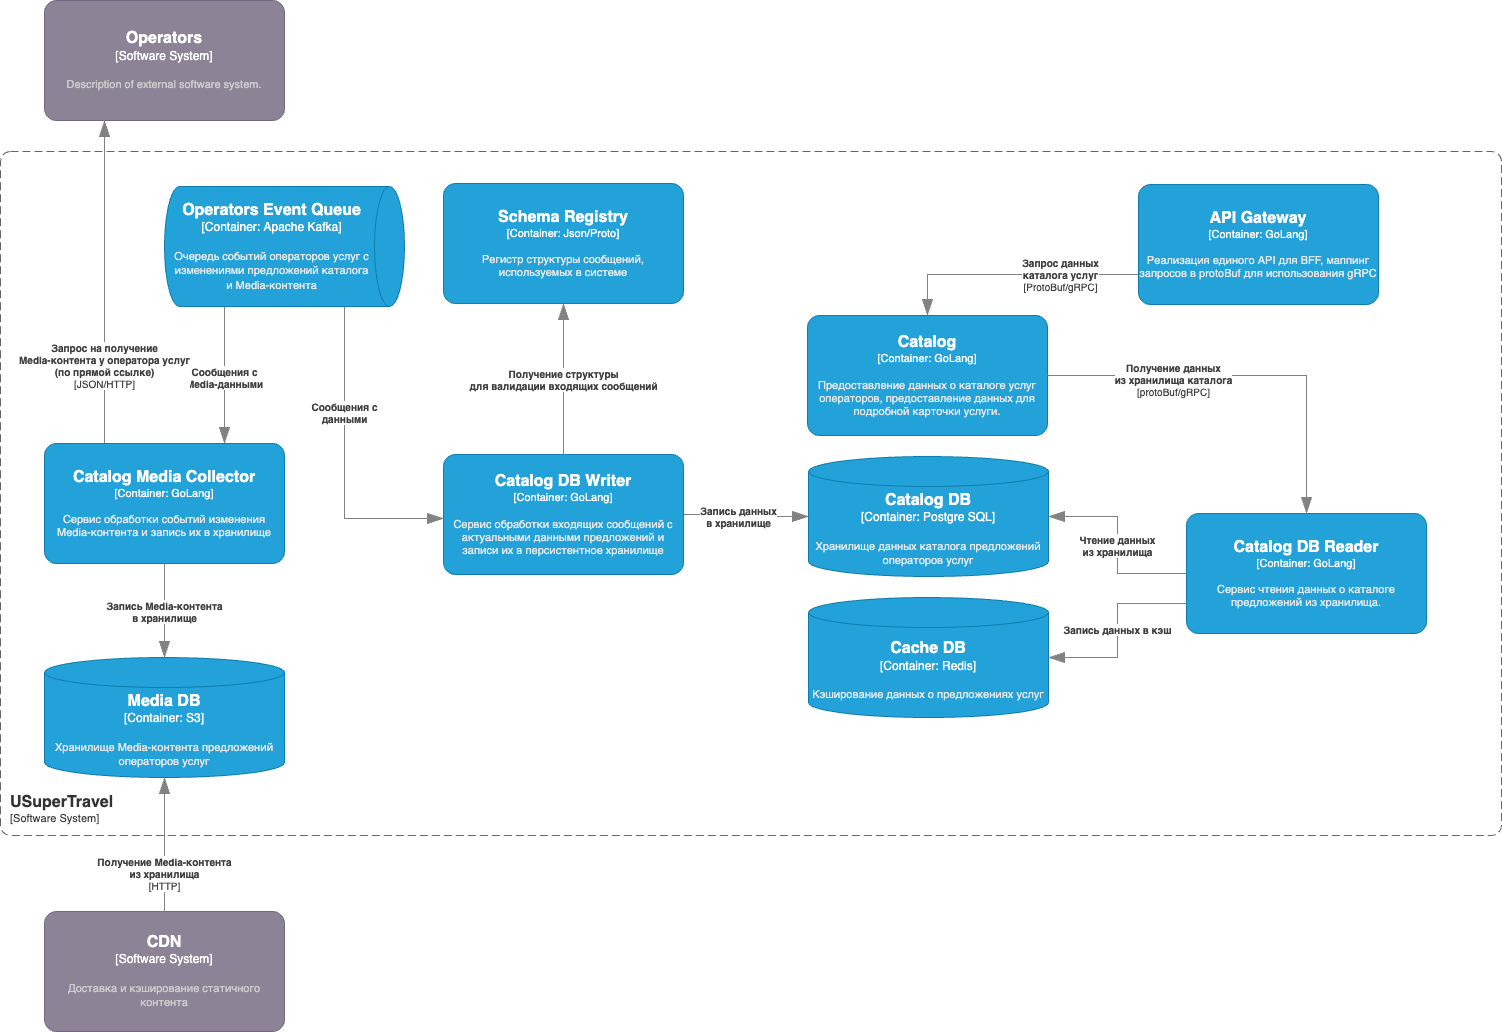 Operators
[Software System]
Description of external software system.
Operators Event Queue
[Container: Apache Kafka]
Очередь событий операторов услуг с
изменениями предложений каталога
и Media-контента
Schema Registry
[Container: Json/Proto]
Регистр структуры сообщений,
используемых в системе
API Gateway
[Container: GoLang]
Реализация единого API для BFF, маппинг
запросов в protoBuf для использования gRPC
Запрос данных
каталога услуг
[ProtoBuf/gRPC]
Catalog
[Container: GoLang]
Предоставление данных о каталоге услуг
операторов, предоставление данных для
подробной карточки услуги.
Запрос на получение
Media-контента у оператора услуг
(по прямой ссылке)
[JSON/HTTP]
Сообщения с
Media-данными
Сообщения с
данными
Получение структуры
для валидации входящих сообщений
Получение данных
из хранилища каталога
[protoBuf/gRPC]
Catalog Media Collector
[Container: GoLang]
Сервис обработки событий изменения
Media-контента и запись их в хранилище
Catalog DB Writer
[Container: GoLang]
Сервис обработки входящих сообщений с
актуальными данными предложений и
записи их в персистентное хранилище
Запись данных
в хранилище
Catalog DB
[Container: Postgre SQL]
Хранилище данных каталога предложений
операторов услуг
Чтение данных
из хранилища
Catalog DB Reader
[Container: GoLang]
Сервис чтения данных о каталоге
предложений из хранилища.
Запись данных в кэш
Cache DB
[Container: Redis]
Кэширование данных о предложениях услуг
Запись Media-контента
в хранилище
Media DB
[Container: S3]
Хранилище Media-контента предложений
операторов услуг
USuperTravel
[Software System]
Получение Media-контента
из хранилища
[HTTP]
CDN
[Software System]
Доставка и кэширование статичного
контента